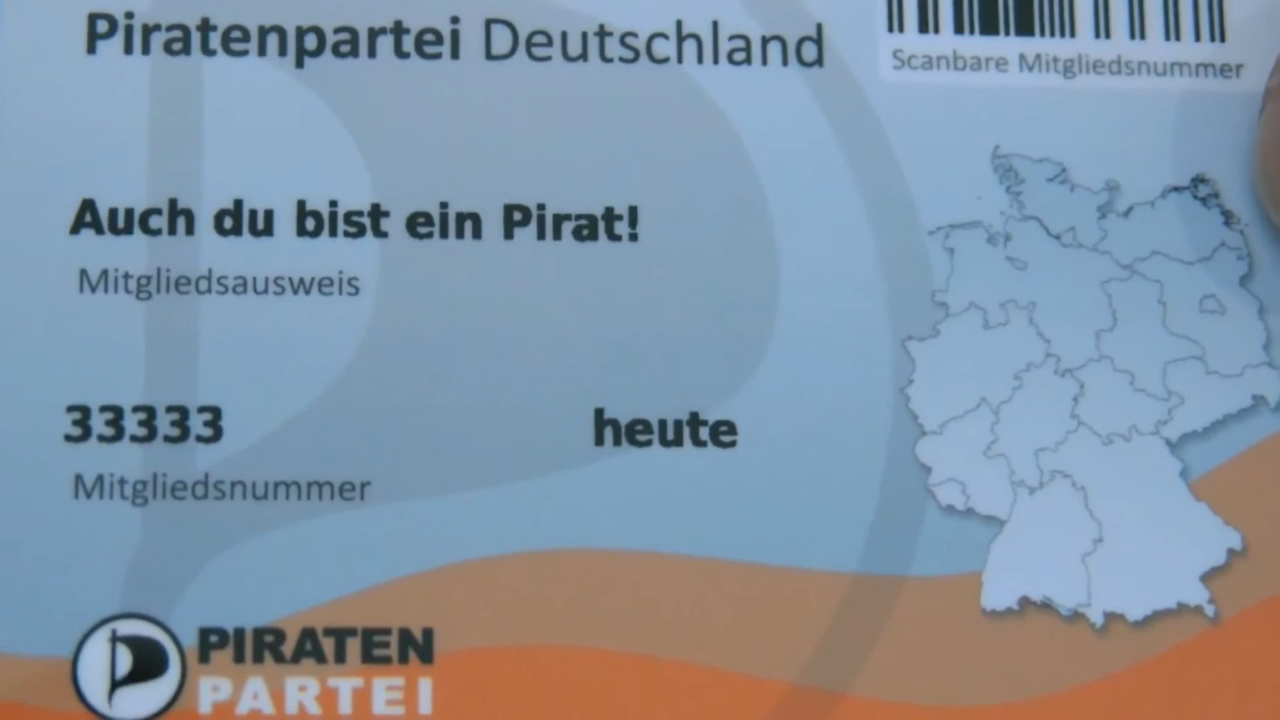 Piratenpartei Deutschland
Scanbare Mitgliedsnummer
Auch du bist ein Pirat!
Mitgliedsausweis
33333 heute
Mitgliedsnummer
PIRATEN
PARTEI